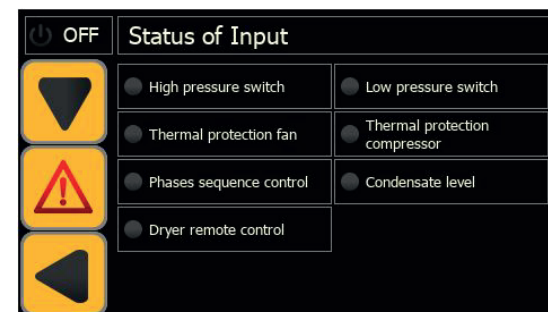 OFF
Status of Input
High pressure switch
Low pressure switch
Thermal protection fan
Thermal protection
compressor
Phases sequence control
Condensate level
Dryer remote control